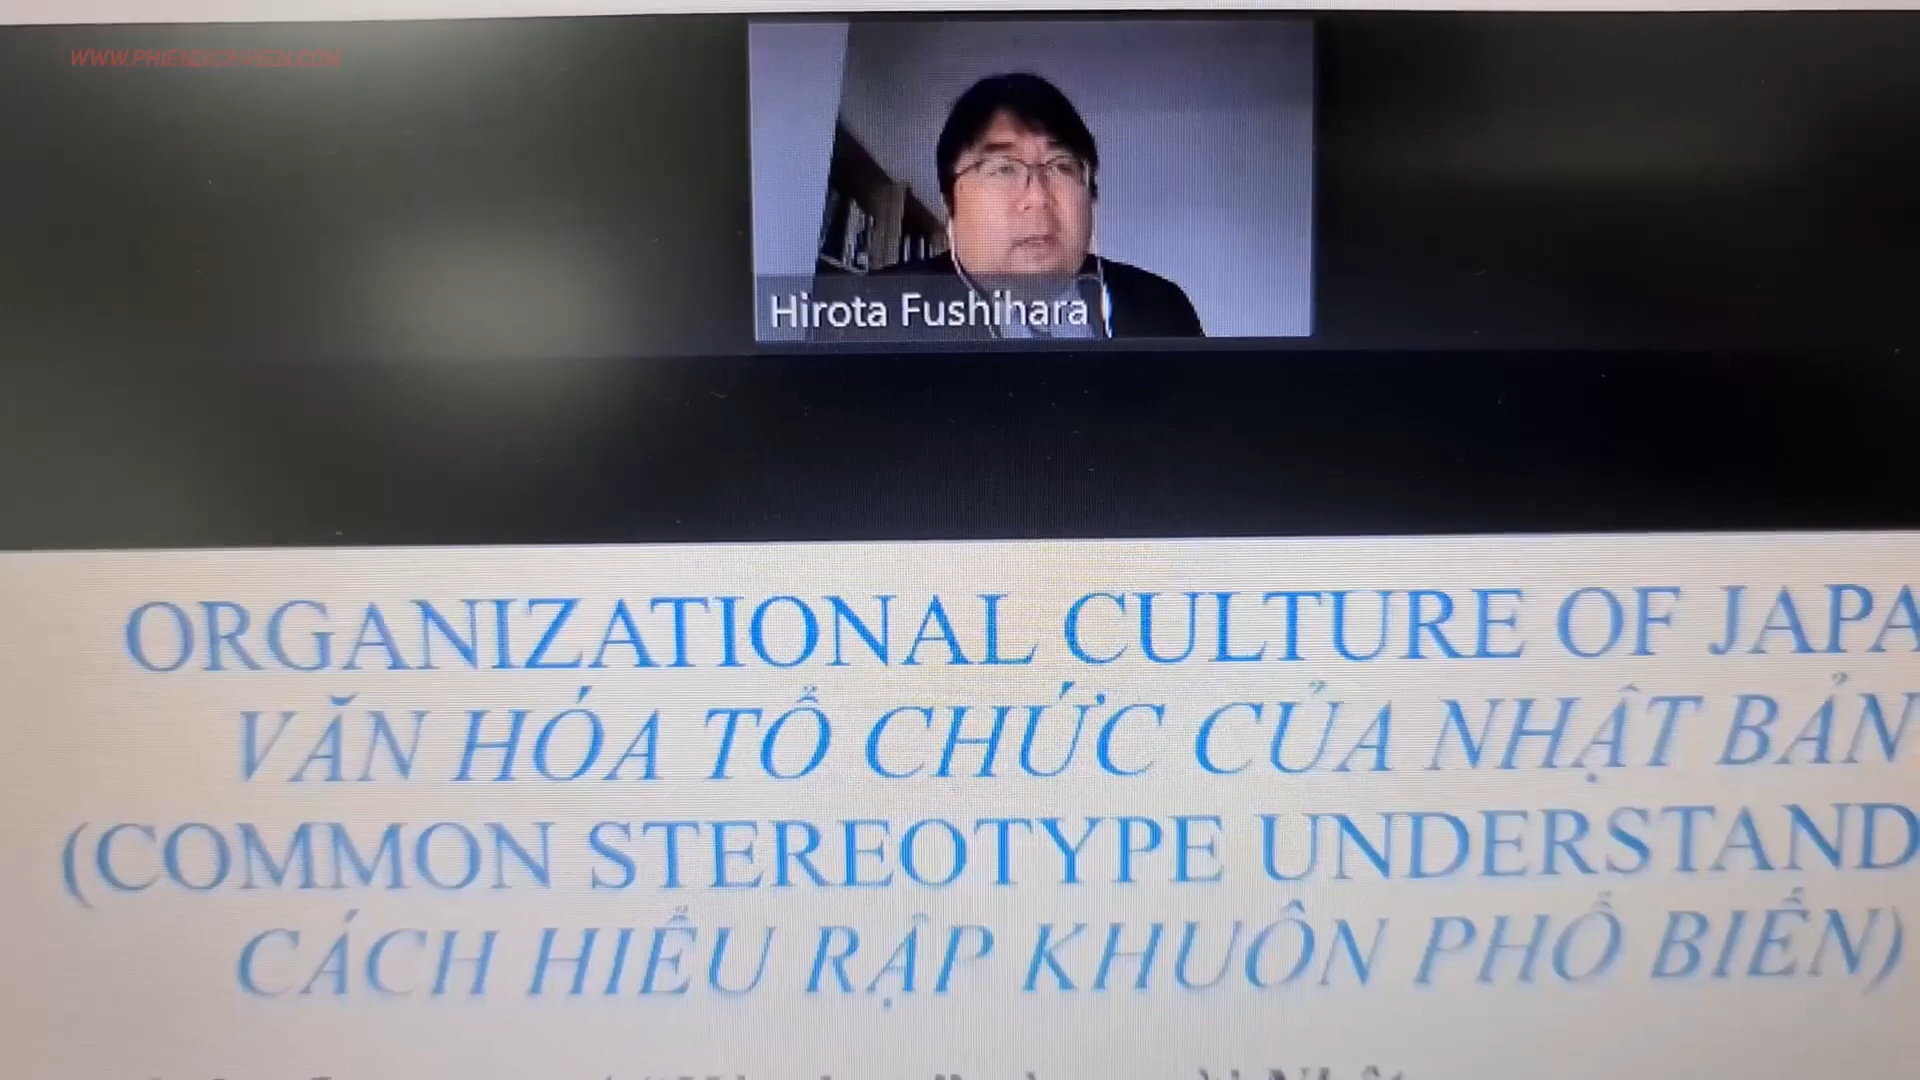 Hirota Fushihara
ORGANIZATIONAL CULTURE OF JAPA
VĂN HÓA TỔ CHỨC CỦA NHẬT BẢN
(COMMON STEREOTYPE UNDERSTAND
CÁCH HIỂU RẬP KHUÔN PHỔ BIẾN)